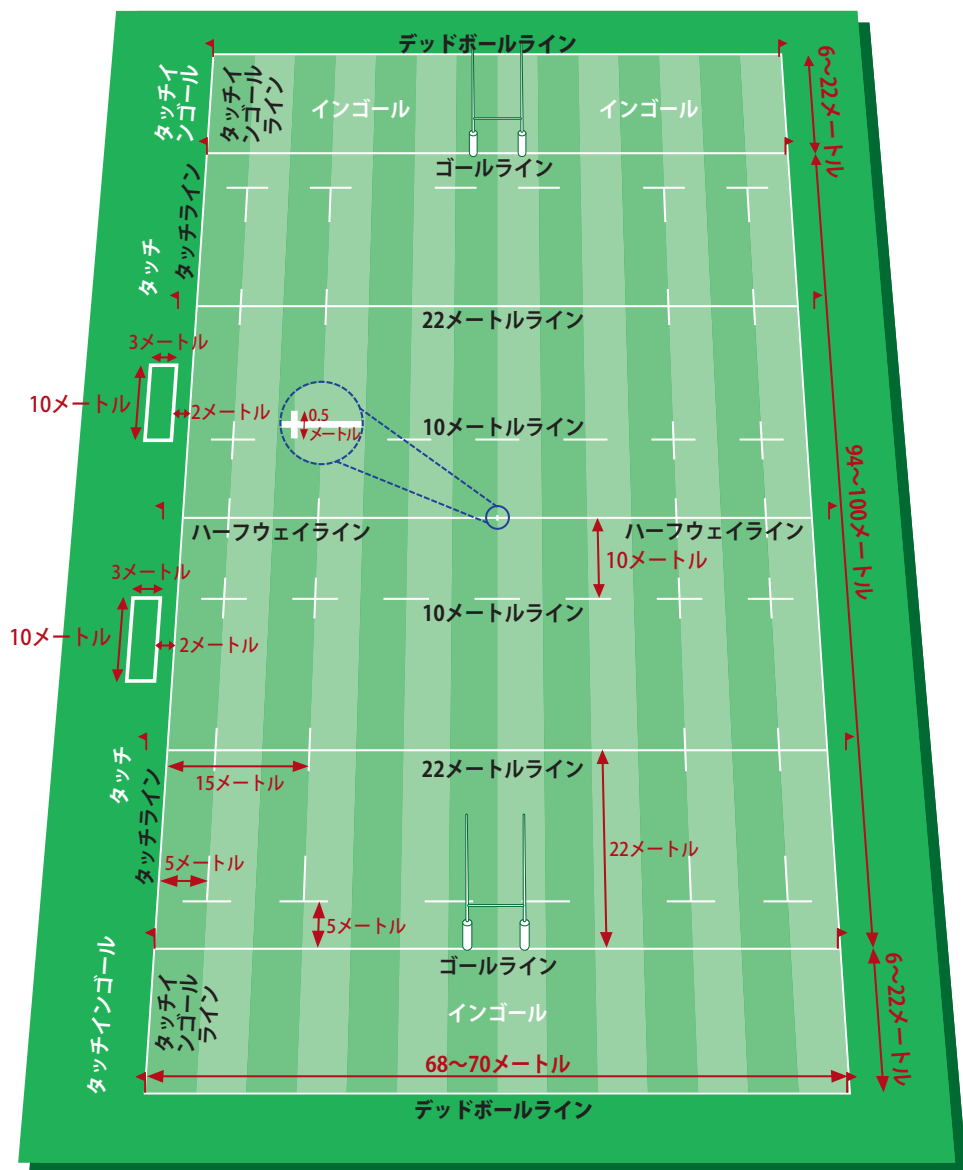 デッドボールライン
タッチイ
ンゴール
タッチイ
ンゴール
ライン
インゴール
インゴール
6〜22メートル
ゴールライン
タッチライン
タッチ
22メートルライン
3メートル
10メートル
2メートル
0.5
メートル
10メートルライン
94〜100メートル
ハーフウェイライン
ハーフウェイライン
10メートル
3メートル
10メートル
2メートル
10メートルライン
タッチ
タッチライン
22メートルライン
15メートル
22メートル
5メートル
5メートル
ゴールライン
タッチインゴール
タッチイ
ンゴール
ライン
インゴール
6〜22メートル
68〜70メートル
デッドボールライン